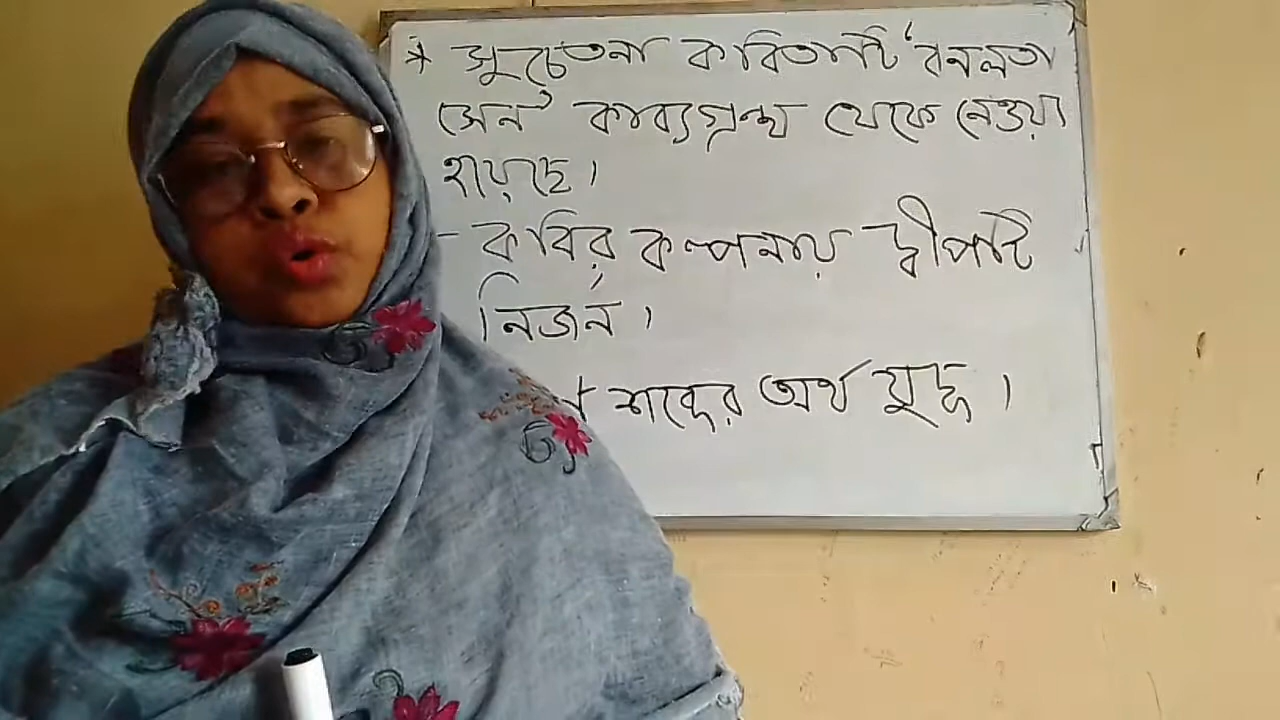 * সুচেতনা কবিতাটি 'বনলতা
সেন' কাব্যগ্রন্থ থেকে নেওয়া
হয়েছে।
- কবির কল্পনায় দ্বীপটি
নির্জন।
শব্দের অর্থ যুদ্ধ।